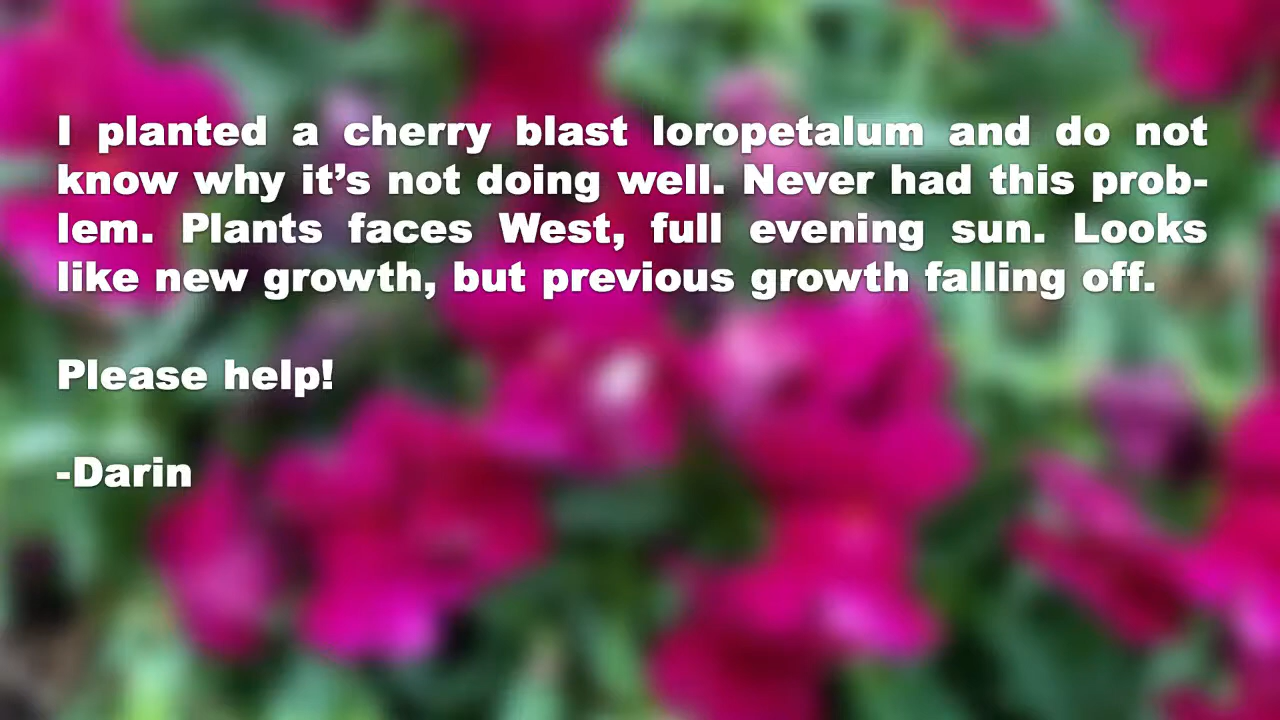 I planted a cherry blast loropetalum and do not
know why it’s not doing well. Never had this prob-
lem. Plants faces West, full evening sun. Looks
like new growth, but previous growth falling off.
Please help!
-Darin